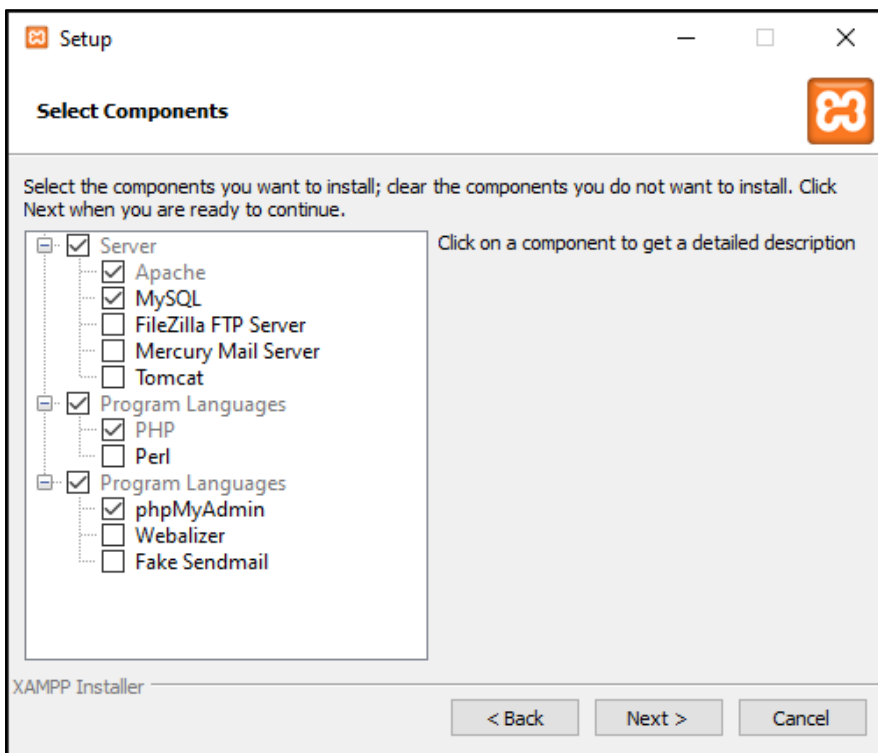 Setup
Select Components
Select the components you want to install; clear the components you do not want to install. Click
Next when you are ready to continue.
Server
Apache
MySQL
FileZilla FTP Server
Mercury Mail Server
Tomcat
Program Languages
PHP
Perl
Program Languages
phpMyAdmin
Webalizer
Fake Sendmail
Click on a component to get a detailed description
XAMPP Installer
< Back
Next >
Cancel